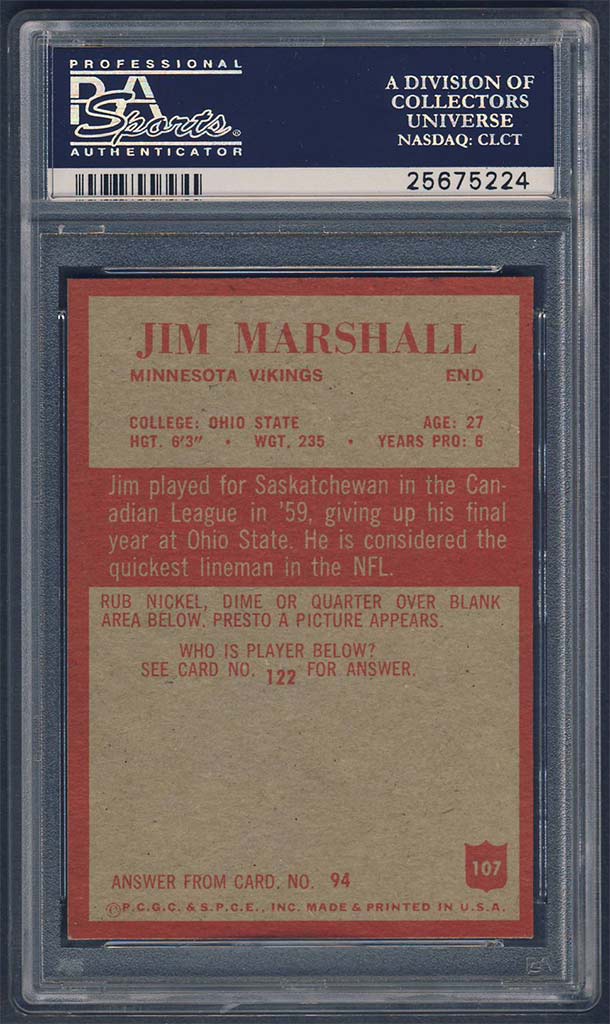 PROFESSIONAL
PSA
Sports®
AUTHENTICATOR
A DIVISION OF
COLLECTORS
UNIVERSE
NASDAQ: CLCT
25675224
JIM MARSHALL
MINNESOTA VIKINGS END
COLLEGE: OHIO STATE AGE: 27
HGT. 6'3" • WGT. 235 • YEARS PRO: 6
Jim played for Saskatchewan in the Can-
adian League in '59, giving up his final
year at Ohio State. He is considered the
quickest lineman in the NFL.
RUB NICKEL, DIME OR QUARTER OVER BLANK
AREA BELOW. PRESTO A PICTURE APPEARS.
WHO IS PLAYER BELOW?
SEE CARD NO. 122 FOR ANSWER.
107
ANSWER FROM CARD. NO. 94
©P.C.G.C. & S.P.C.E., INC. MADE & PRINTED IN U.S.A.
PSA